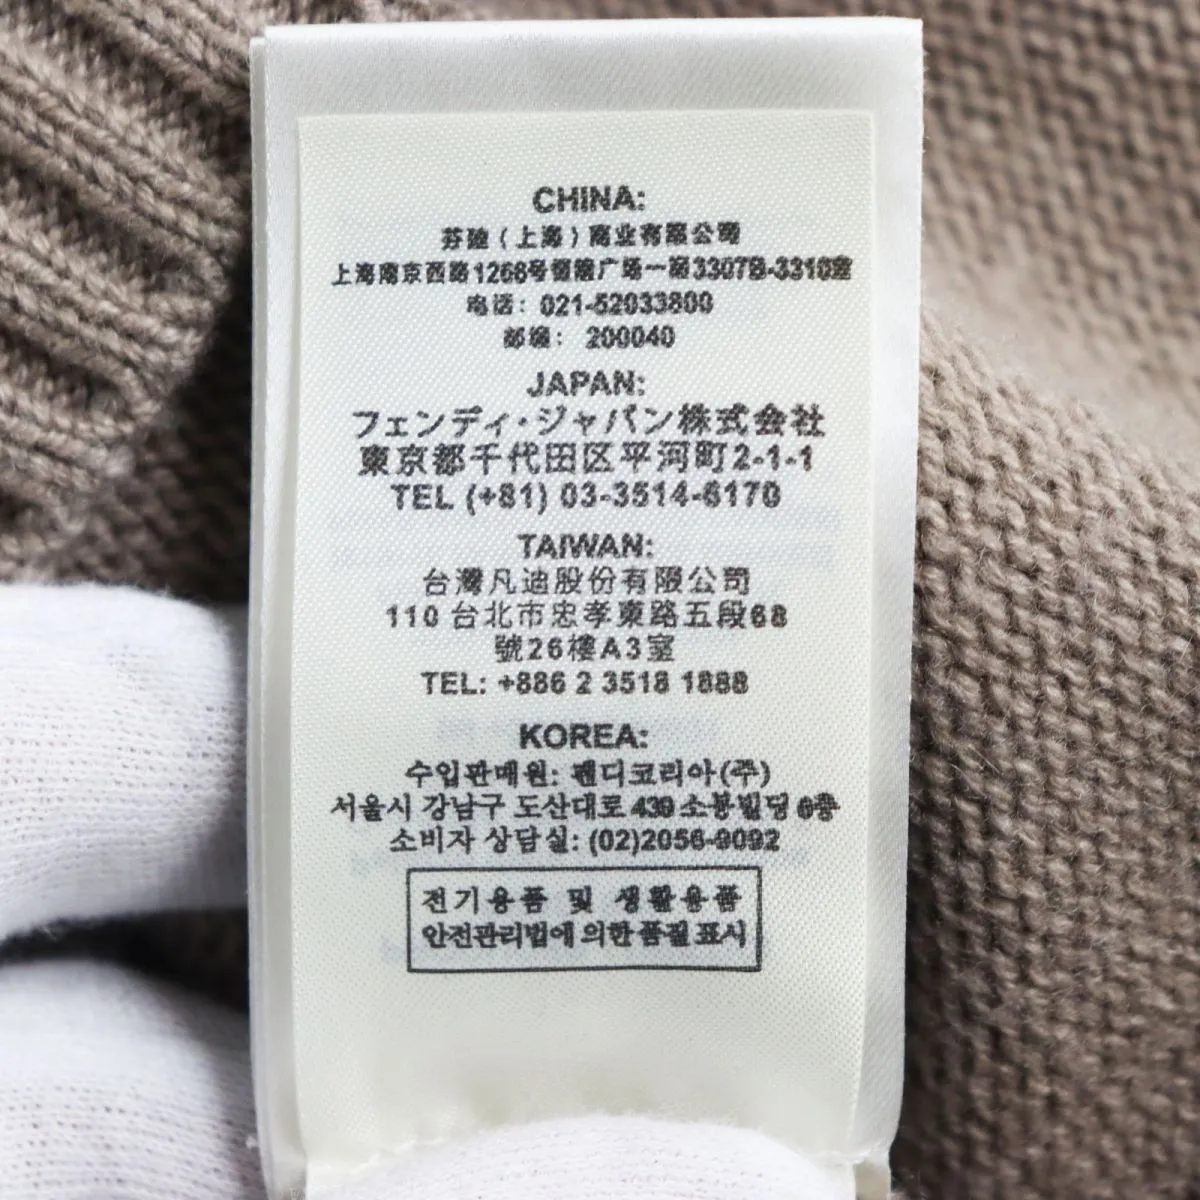 CHINA:
芬迪（上海）商业有限公司
上海南京西路1268号恒隆广场一期3307B-3310室
电话：021-52033800
邮编：200040
JAPAN:
フェンディ・ジャパン株式会社
東京都千代田区平河町2-1-1
TEL (+81) 03-3514-6170
TAIWAN:
台灣凡迪股份有限公司
110 台北市忠孝東路五段68
號26樓A3室
TEL: +886 2 3518 1888
KOREA:
수입판매원: 펜디코리아(주)
서울시 강남구 도산대로 439 소봉빌딩 6층
소비자 상담실: (02)2056-9092
전기용품 및 생활용품
안전관리법에 의한 품질표시